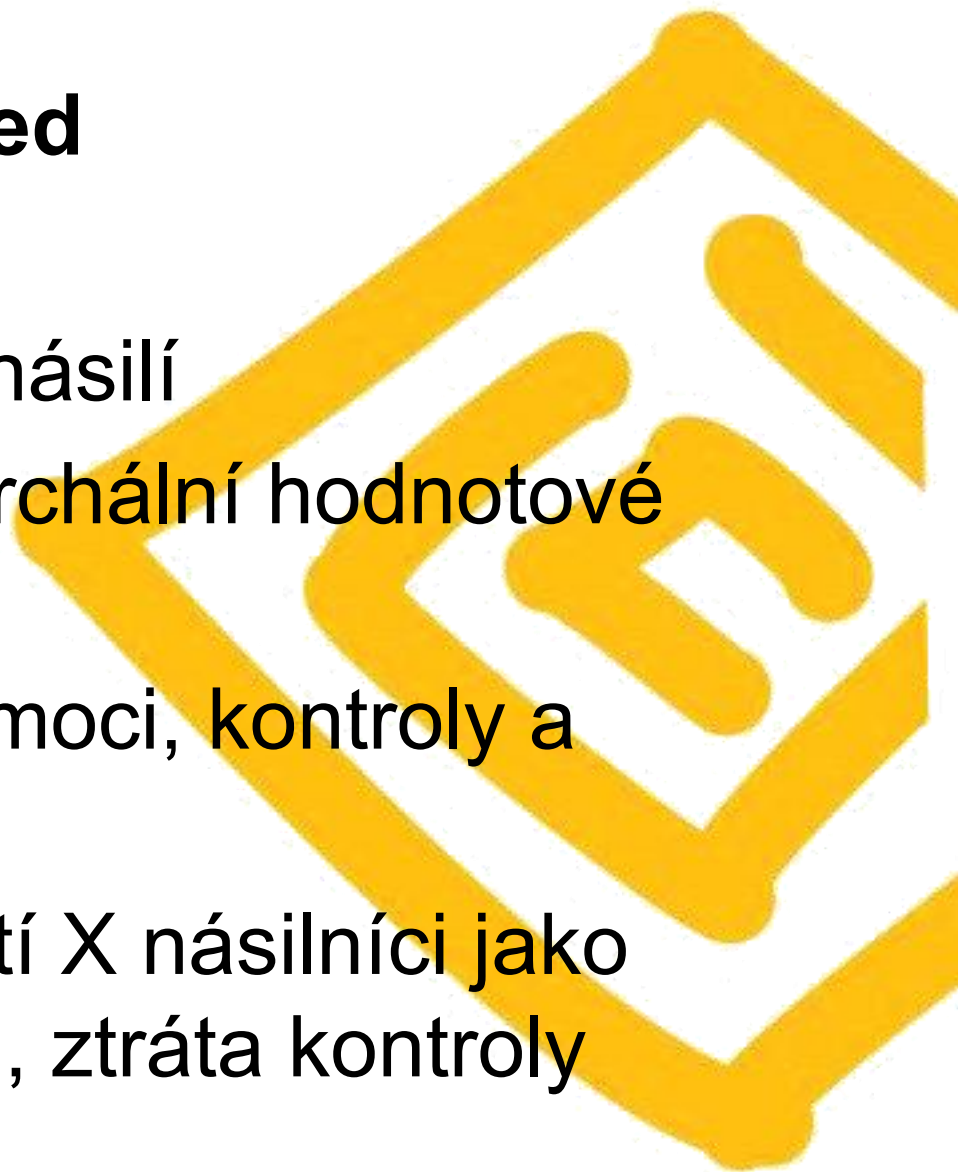 ed
násilí
rchální hodnotové
moci, kontroly a
tí X násilníci jako
, ztráta kontroly